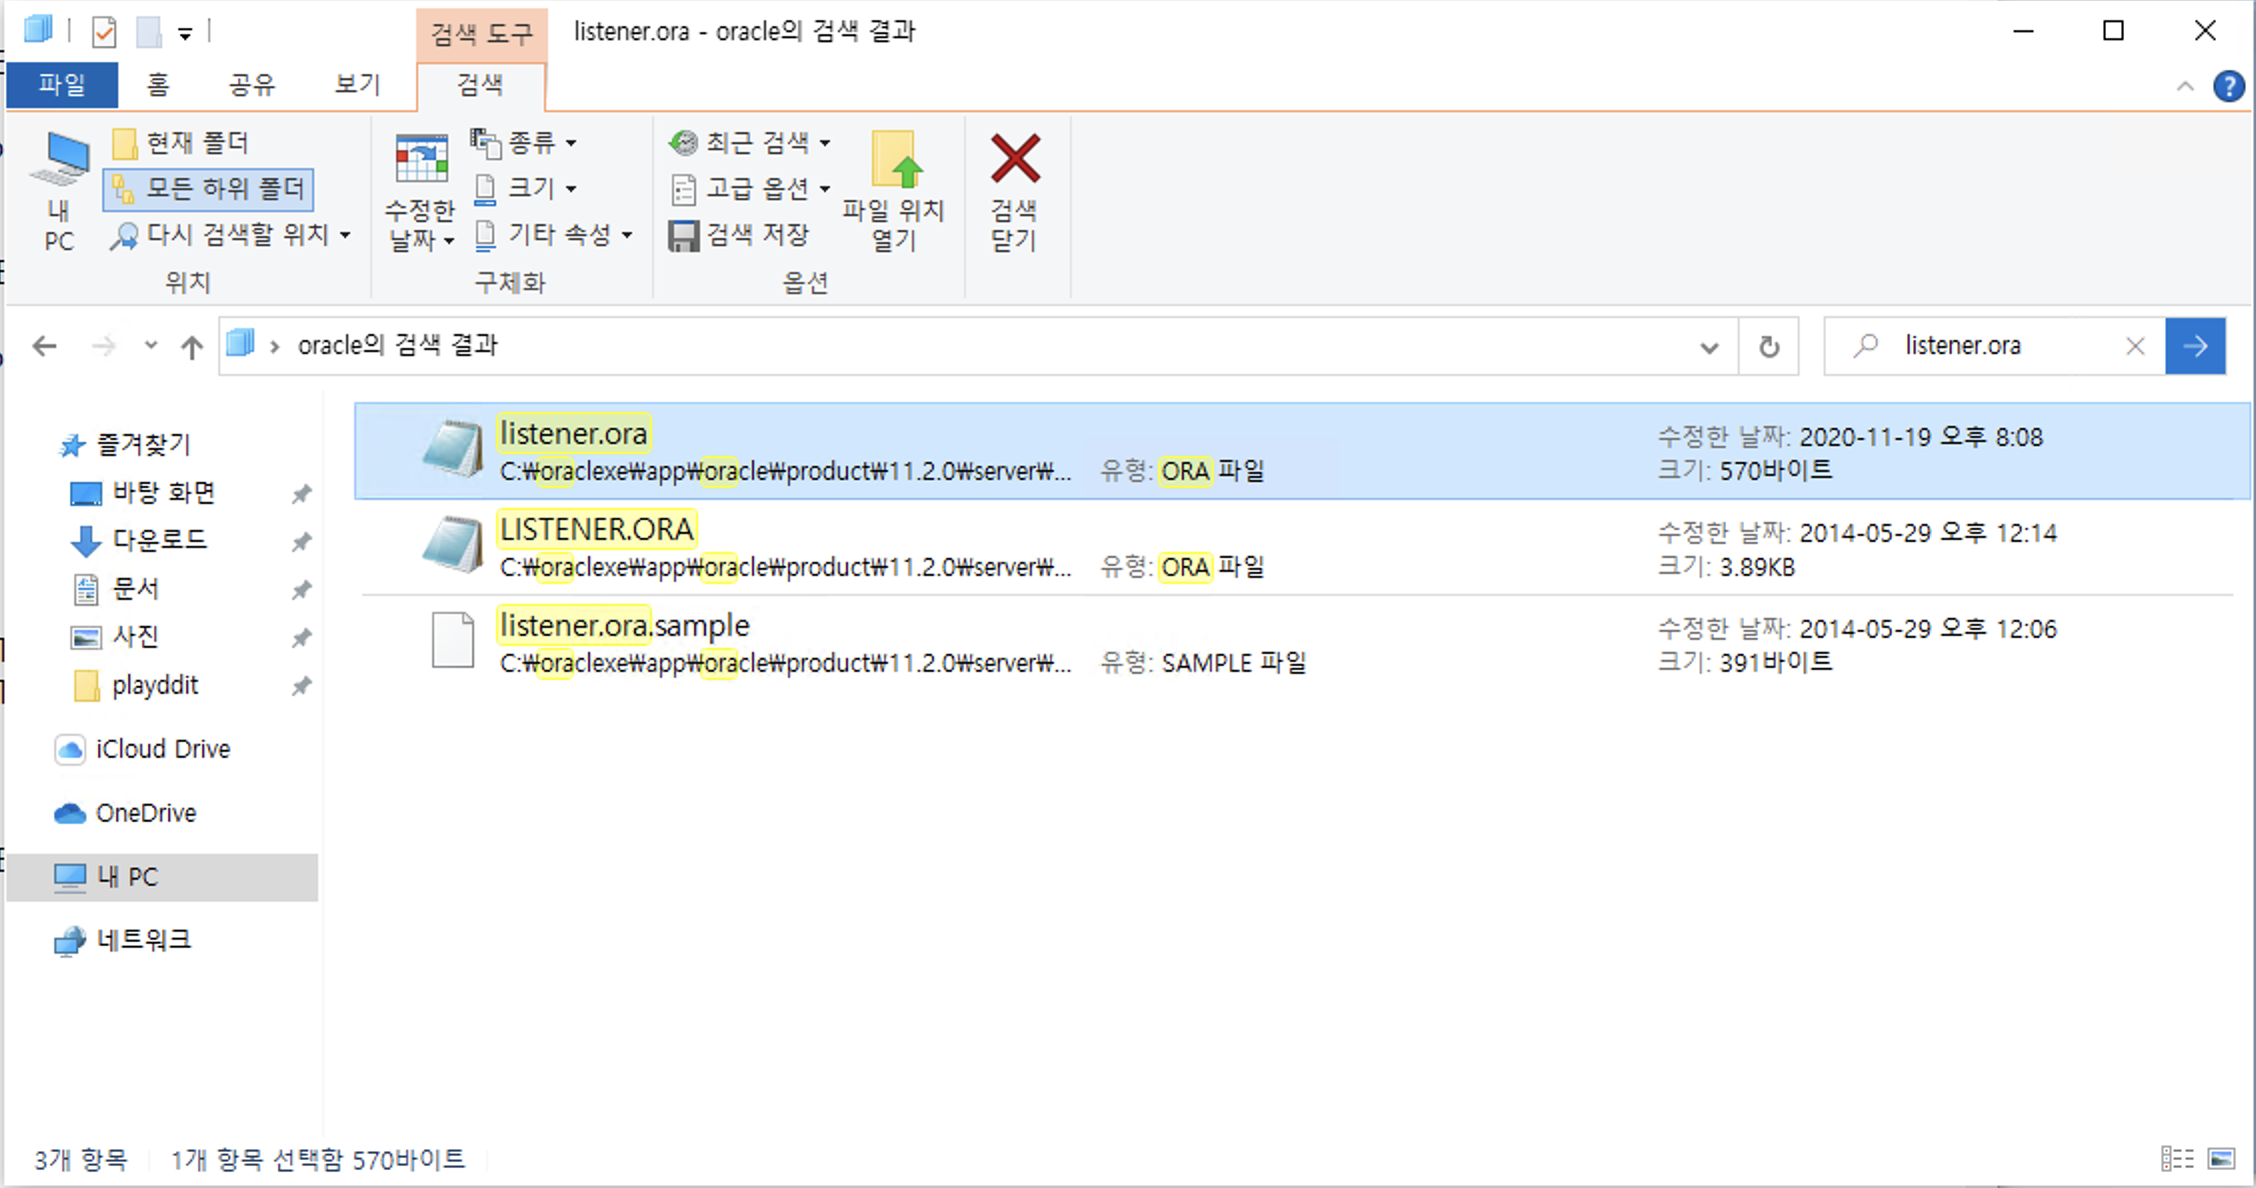 검색 도구
listener.ora - oracle의 검색 결과
파일
홈
공유
보기
검색
내
PC
현재 폴더
모든 하위 폴더
다시 검색할 위치
위치
수정한
날짜
종류
크기
기타 속성
구체화
최근 검색
고급 옵션
검색 저장
파일 위치
열기
옵션
검색
닫기
oracle의 검색 결과
listener.ora
즐겨찾기
바탕 화면
다운로드
문서
사진
playddit
iCloud Drive
OneDrive
내 PC
네트워크
listener.ora
수정한 날짜: 2020-11-19 오후 8:08
C:₩oraclexe₩app₩oracle₩product₩11.2.0₩server₩...
유형: ORA 파일
크기: 570바이트
LISTENER.ORA
수정한 날짜: 2014-05-29 오후 12:14
C:₩oraclexe₩app₩oracle₩product₩11.2.0₩server₩...
유형: ORA 파일
크기: 3.89KB
listener.ora.sample
수정한 날짜: 2014-05-29 오후 12:06
C:₩oraclexe₩app₩oracle₩product₩11.2.0₩server₩...
유형: SAMPLE 파일
크기: 391바이트
3개 항목
1개 항목 선택함 570바이트